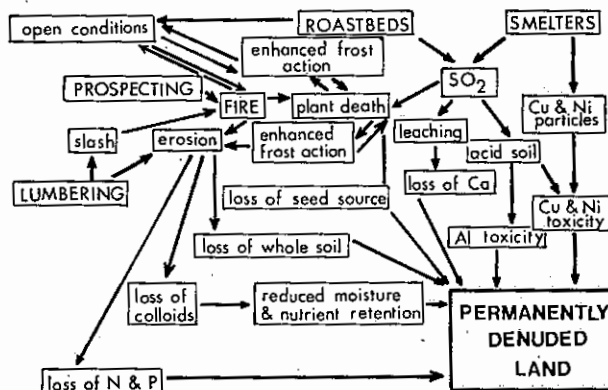 ROASTBEDS
SMELTERS
open conditions
enhanced frost
action
PROSPECTING
SO2
FIRE
plant death
Cu & Ni
particles
slash
erosion
enhanced
frost action
leaching
acid soil
LUMBERING
loss of Ca
loss of seed source
Cu & Ni
toxicity
loss of whole soil
Al toxicity
loss of
colloids
reduced moisture
& nutrient retention
PERMANENTLY
DENUDED
LAND
loss of N & P